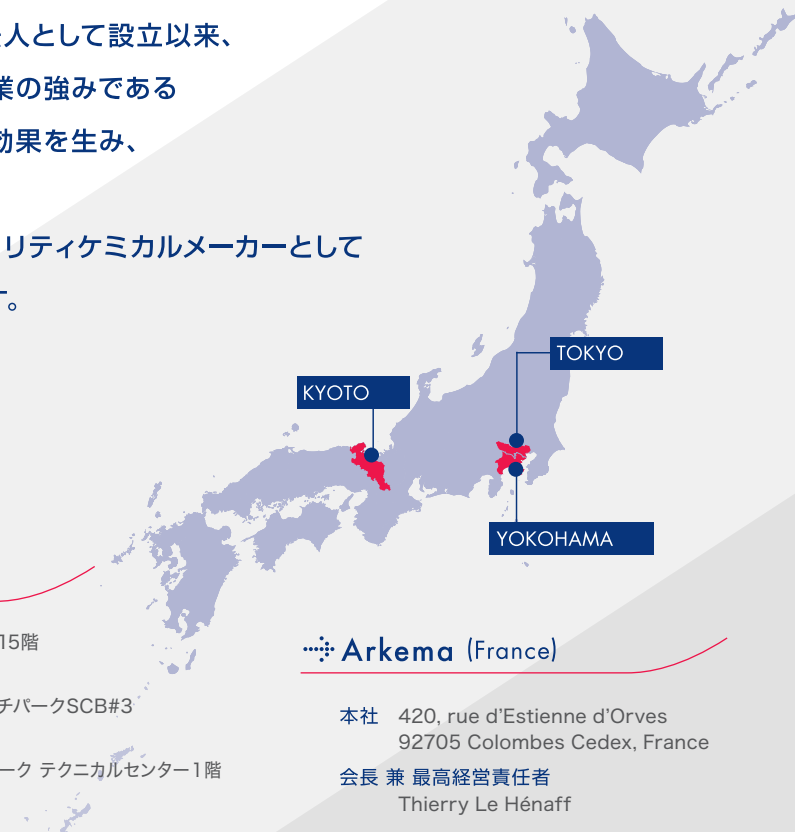 人として設立以来、
業の強みである
効果を生み、
リティケミカルメーカーとして
す。
TOKYO
KYOTO
YOKOHAMA
15階
チパークSCB#3
ーク テクニカルセンター1階
Arkema (France)
本社 420, rue d’Estienne d’Orves
92705 Colombes Cedex, France
会長 兼 最高経営責任者
Thierry Le Hénaff